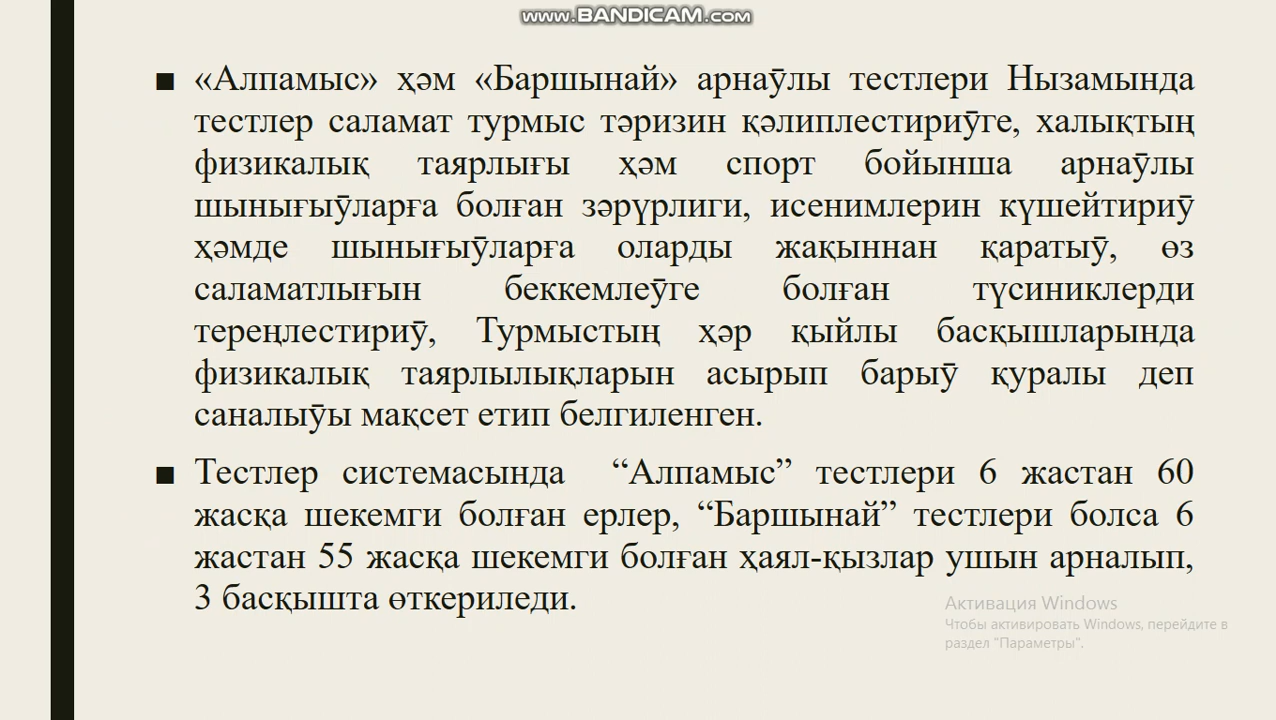 www.BANDICAM.com
■ «Алпамыс» ҳәм «Баршынай» арнаўлы тестлери Нызамында
тестлер саламат турмыс тәризин қәлиплестириўге, халықтың
физикалық таярлығы ҳәм спорт бойынша арнаўлы
шынығыўларға болған зәрүрлиги, исенимлерин күшейтириў
ҳәмде шынығыўларға оларды жақыннан қаратыў, өз
саламатлығын беккемлеўге болған түсиниклерди
тереңлестириў, Турмыстың ҳәр қыйлы басқышларында
физикалық таярлылықларын асырып барыў қуралы деп
саналыўы мақсет етип белгиленген.
■ Тестлер системасында “Алпамыс” тестлери 6 жастан 60
жасқа шекемги болған ерлер, “Баршынай” тестлери болса 6
жастан 55 жасқа шекемги болған ҳаял-қызлар ушын арналып,
3 басқышта өткериледи.
Активация Windows
Чтобы активировать Windows, перейдите в
раздел "Параметры".